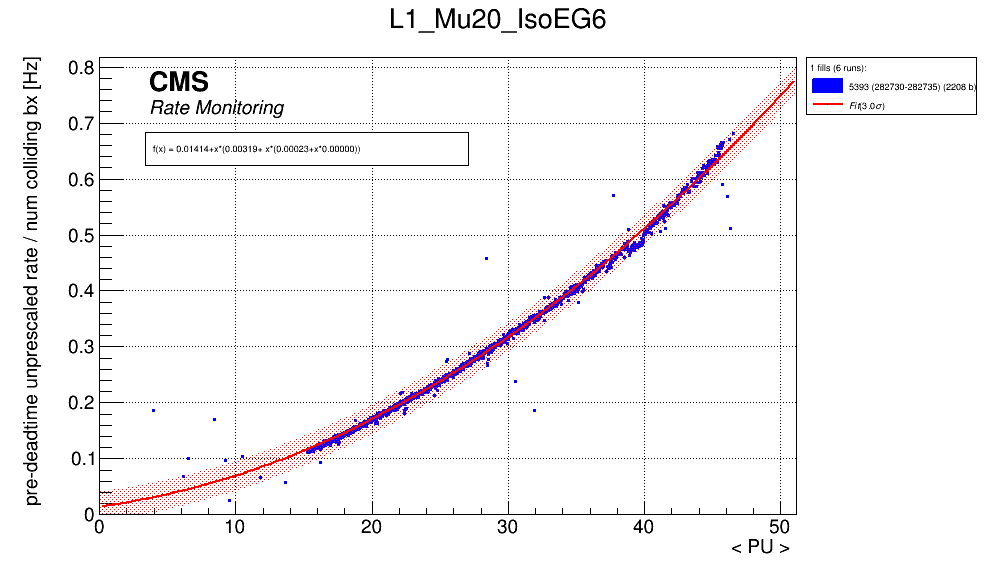 L1_Mu20_IsoEG6
pre-deadtime unprescaled rate / num colliding bx [Hz]
CMS
Rate Monitoring
f(x) = 0.01414+x*(0.00319+ x*(0.00023+x*0.00000))
0.8
0.7
0.6
0.5
0.4
0.3
0.2
0.1
0
0 10 20 30 40 50
< PU >
1 fills (6 runs):
5393 (282730-282735) (2208 b)
Fit(3.0σ)